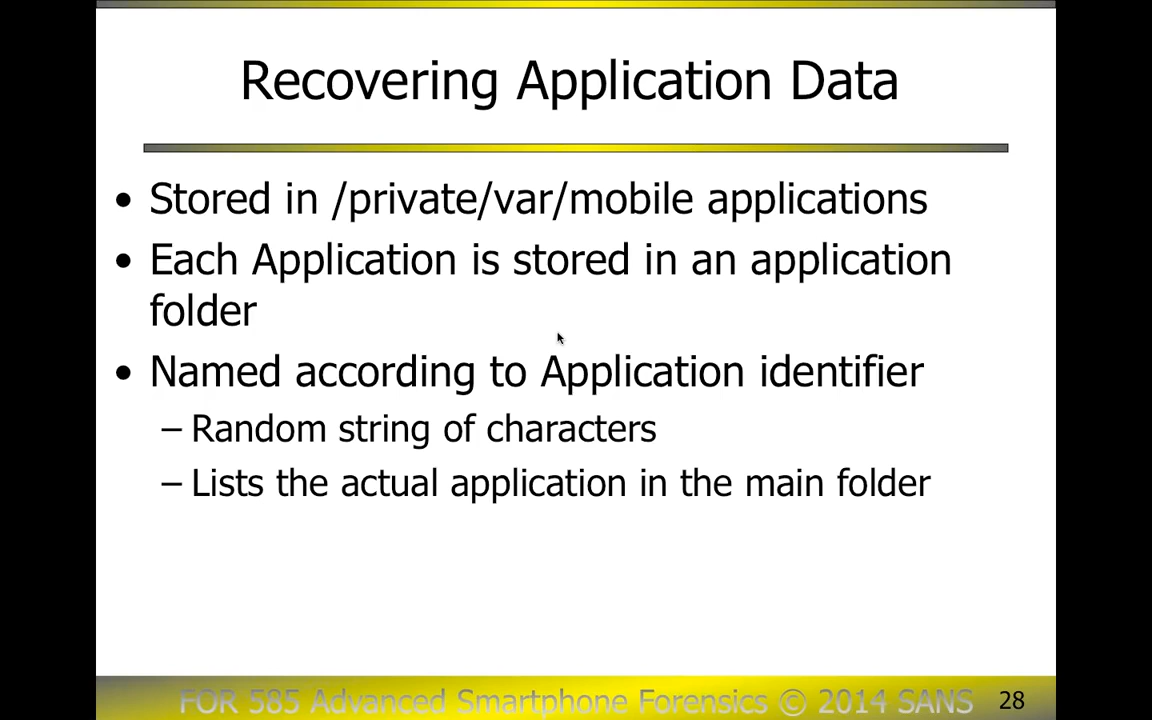 Recovering Application Data
• Stored in /private/var/mobile applications
• Each Application is stored in an application
folder
• Named according to Application identifier
– Random string of characters
– Lists the actual application in the main folder
FOR 585 Advanced Smartphone Forensics © 2014 SANS 28